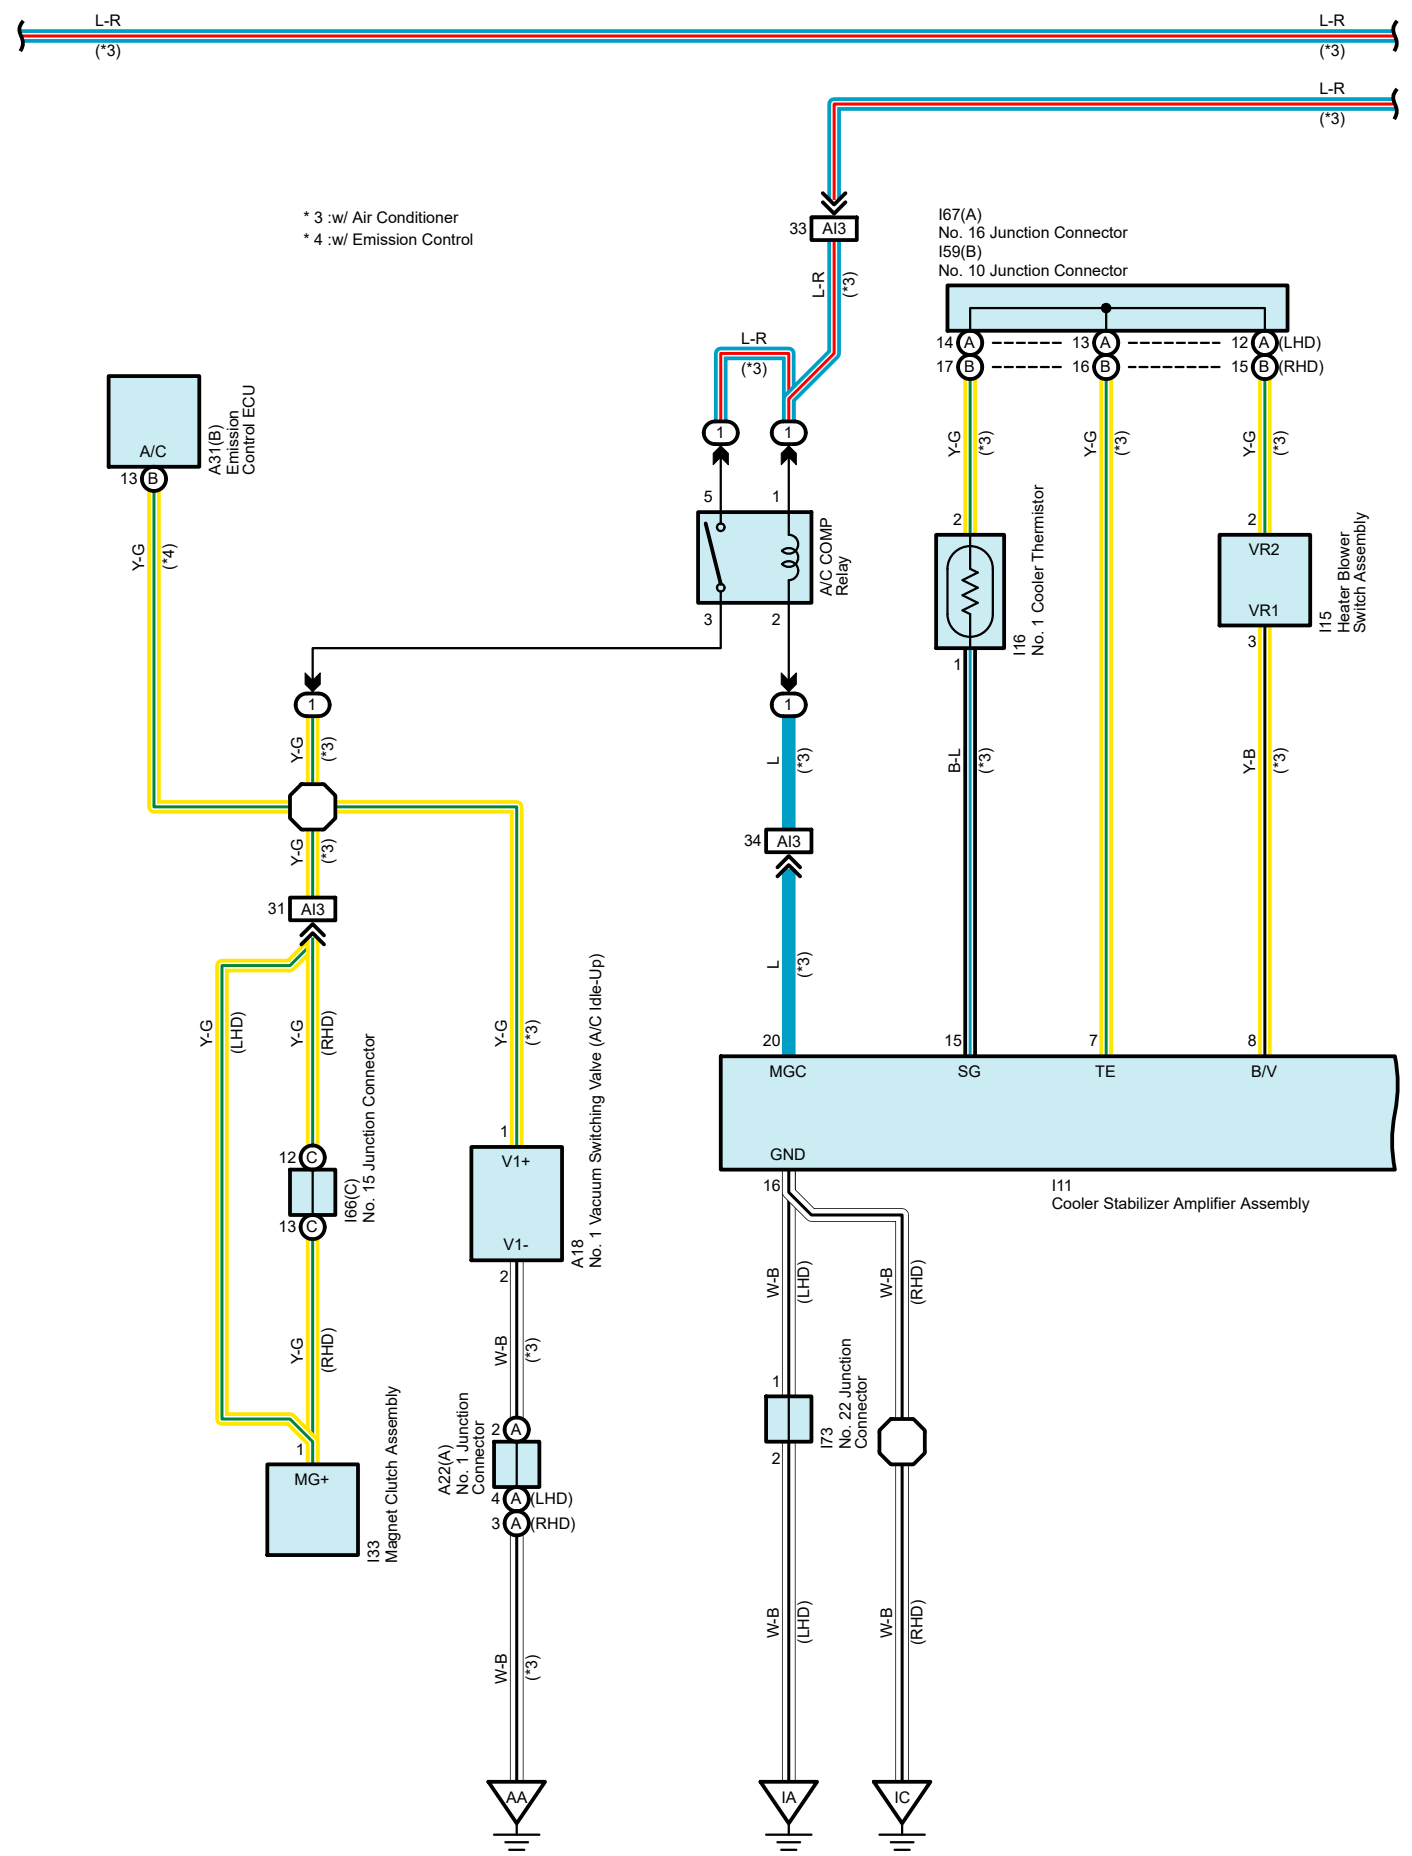 L-R
(*3)
L-R
(*3)
L-R
(*3)
* 3 :w/ Air Conditioner
* 4 :w/ Emission Control
33
AI3
L-R
(*3)
I67(A)
No. 16 Junction Connector
I59(B)
No. 10 Junction Connector
14 A
13 A
12 A (LHD)
17 B
16 B
15 B (RHD)
L-R
(*3)
1
1
A/C
A31(B)
Emission
Control ECU
13 B
Y-G
(*4)
Y-G
(*3)
Y-G
(*3)
Y-G
(*3)
5
1
A/C COMP
Relay
3
2
2
I16
No. 1 Cooler Thermistor
1
2
VR2
VR1
I15
Heater Blower
Switch Assembly
3
1
1
Y-G
(*3)
L
(*3)
B-L
(*3)
Y-B
(*3)
Y-G
(*3)
34
AI3
31
AI3
L
(*3)
Y-G
(LHD)
Y-G
(RHD)
Y-G
(*3)
20
15
7
8
MGC
SG
TE
B/V
GND
16
I11
Cooler Stabilizer Amplifier Assembly
12 C
I66(C)
No. 15 Junction Connector
13 C
1
V1+
V1-
A18
No. 1 Vacuum Switching Valve (A/C Idle-Up)
2
Y-G
(RHD)
W-B
(*3)
W-B
(LHD)
W-B
(RHD)
1
MG+
I33
Magnet Clutch Assembly
2 A
A22(A)
No. 1 Junction
Connector
4 A (LHD)
3 A (RHD)
1
I73
No. 22 Junction
Connector
2
W-B
(*3)
W-B
(LHD)
W-B
(RHD)
AA
IA
IC